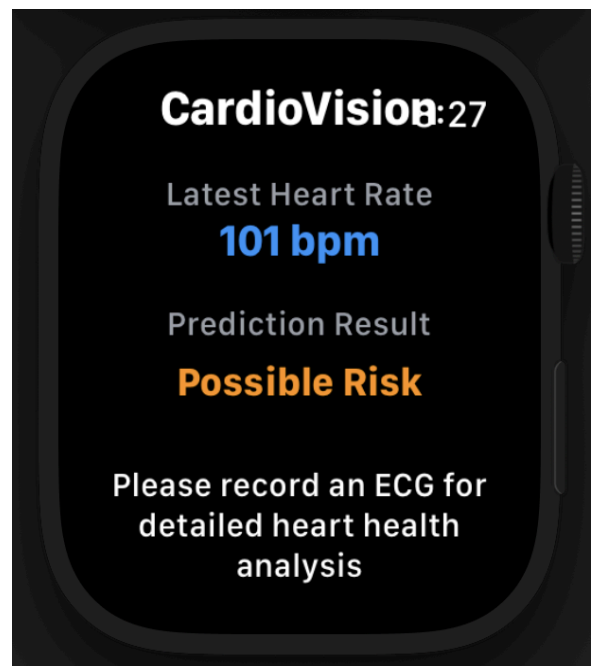 CardioVision
:27
Latest Heart Rate
101 bpm
Prediction Result
Possible Risk
Please record an ECG for
detailed heart health
analysis